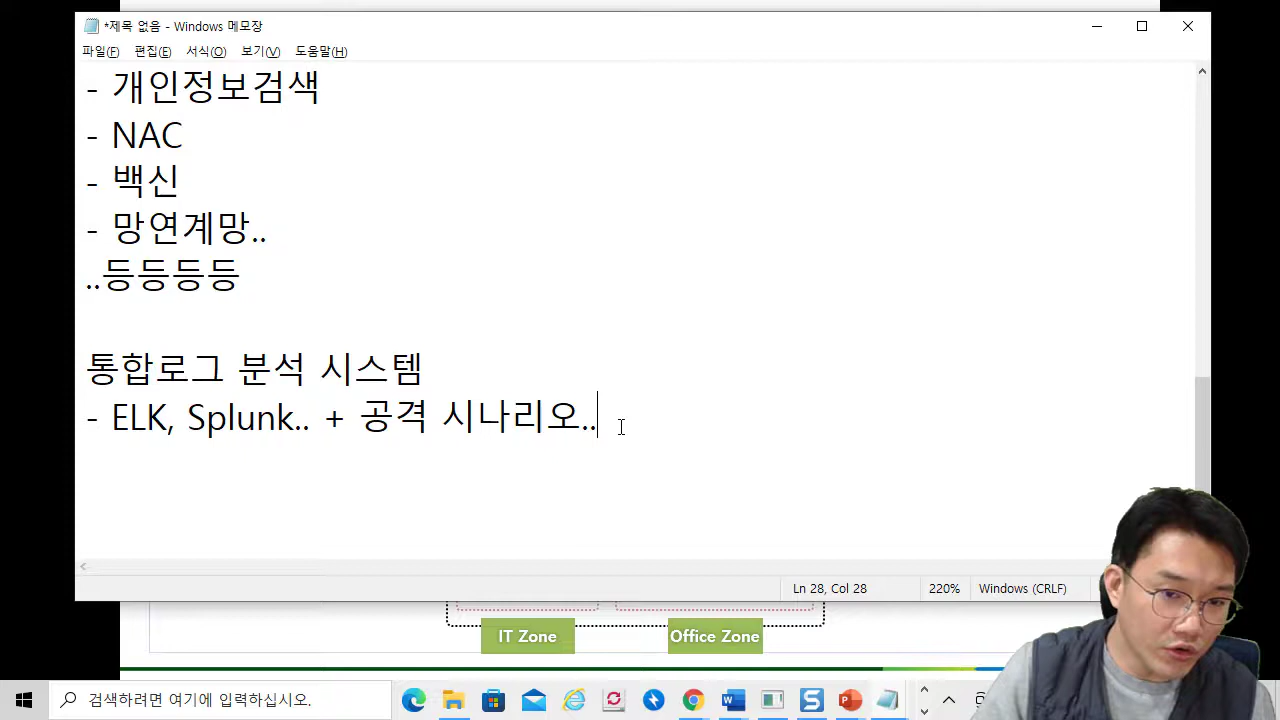 *제목 없음 - Windows 메모장
파일(F) 편집(E) 서식(O) 보기(V) 도움말(H)
- 개인정보검색
- NAC
- 백신
- 망연계망..
..등등등등
통합로그 분석 시스템
- ELK, Splunk.. + 공격 시나리오..
Ln 28, Col 28 220% Windows (CRLF)
IT Zone Office Zone
검색하려면 여기에 입력하십시오.